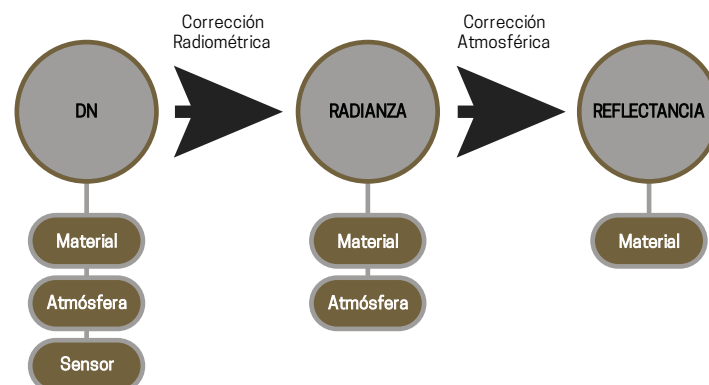 Corrección
Radiométrica
Corrección
Atmosférica
DN
RADIANZA
REFLECTANCIA
Material
Material
Material
Atmósfera
Atmósfera
Sensor